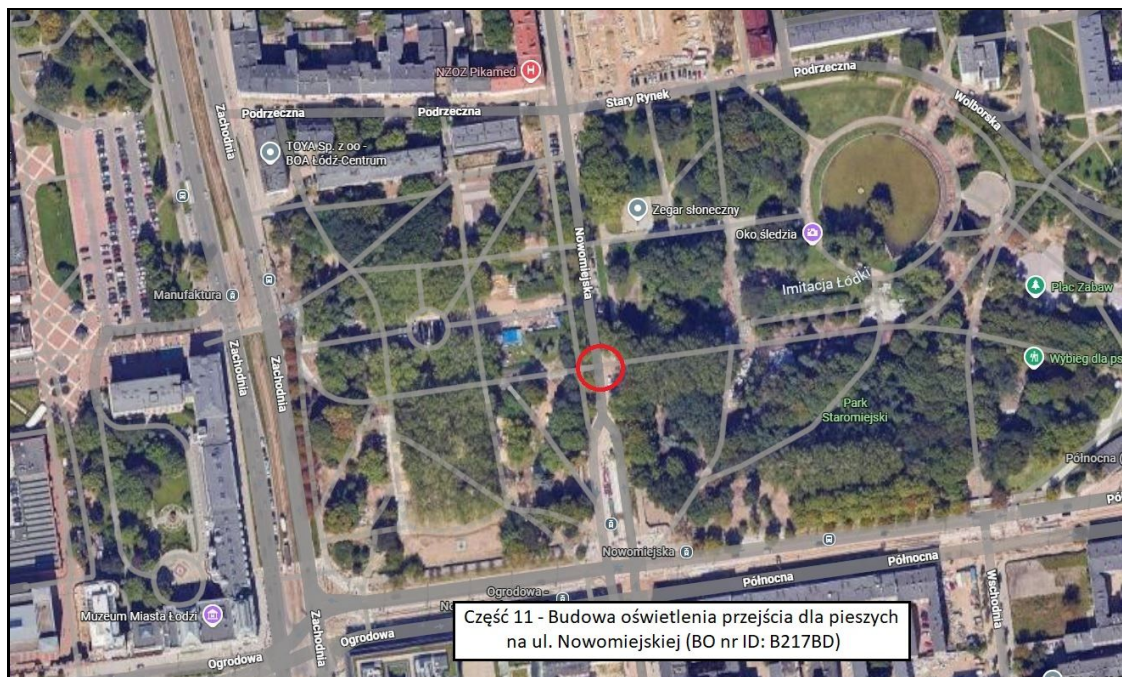 NZOZ Pikamed
Podrzeczna
Wolborska
Stary Rynek
Podrzeczna
Podrzeczna
Zachodnia
Zachodnia
TOYA Sp. z oo -
BOA Łódź-Centrum
Zegar słoneczny
Oko śledzia
Nowomiejska
Imitacja Łódki
Plac Zabaw
Manufaktura
Zachodnia
Zachodnia
Wybieg dla ps
Park
Staromiejski
Północna (
Pół
Nowomiejska
Północna
Północna
Wschodnia
Ogrodowa -
Muzeum Miasta Łodzi
Zachodnia
Ogrodowa
Ogrodowa
Część 11 - Budowa oświetlenia przejścia dla pieszych
na ul. Nowomiejskiej (BO nr ID: B217BD)